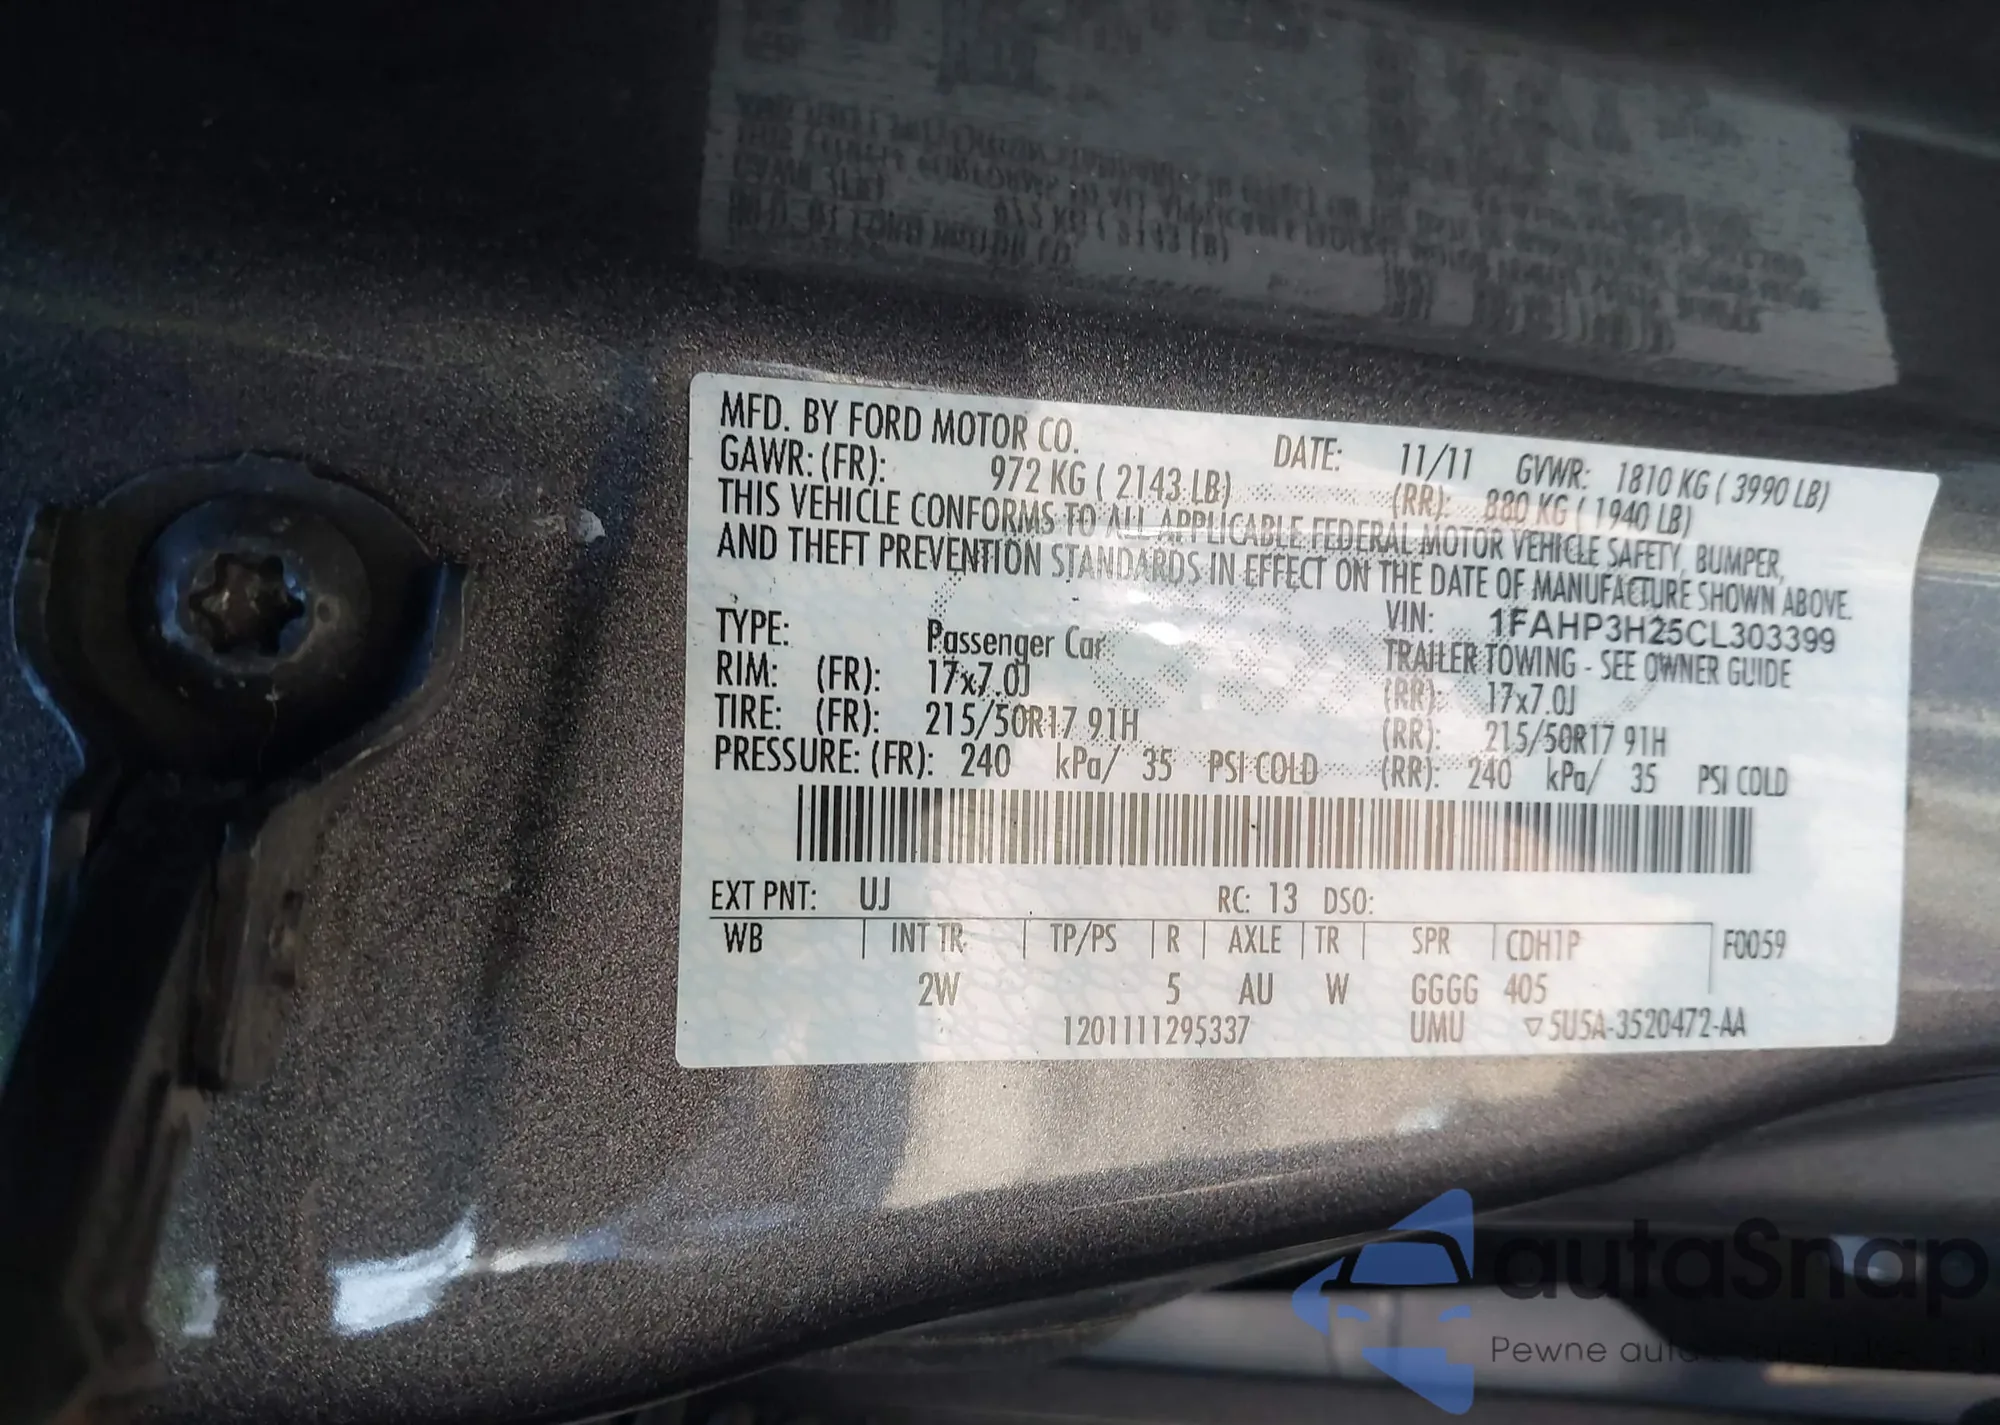 MFD. BY FORD MOTOR CO. DATE: 11/11 GVWR: 1810 KG ( 3990 LB)
GAWR: (FR): 972 KG ( 2143 LB) (RR): 880 KG ( 1940 LB)
THIS VEHICLE CONFORMS TO ALL APPLICABLE FEDERAL MOTOR VEHICLE SAFETY, BUMPER,
AND THEFT PREVENTION STANDARDS IN EFFECT ON THE DATE OF MANUFACTURE SHOWN ABOVE.
VIN: 1FAHP3H25CL303399
TYPE: Passenger Car TRAILER TOWING - SEE OWNER GUIDE
RIM: (FR): 17x7.0J (RR): 17x7.0J
TIRE: (FR): 215/50R17 91H (RR): 215/50R17 91H
PRESSURE: (FR): 240 kPa/ 35 PSI COLD (RR): 240 kPa/ 35 PSI COLD
EXT PNT: UJ RC: 13 DSO:
WB INT TR TP/PS R AXLE TR SPR CDH1P F0059
2W 5 AU W GGGG 405
1201111295337 UMU ▽5U5A-3520472-AA
autaSnap
Pewne auta